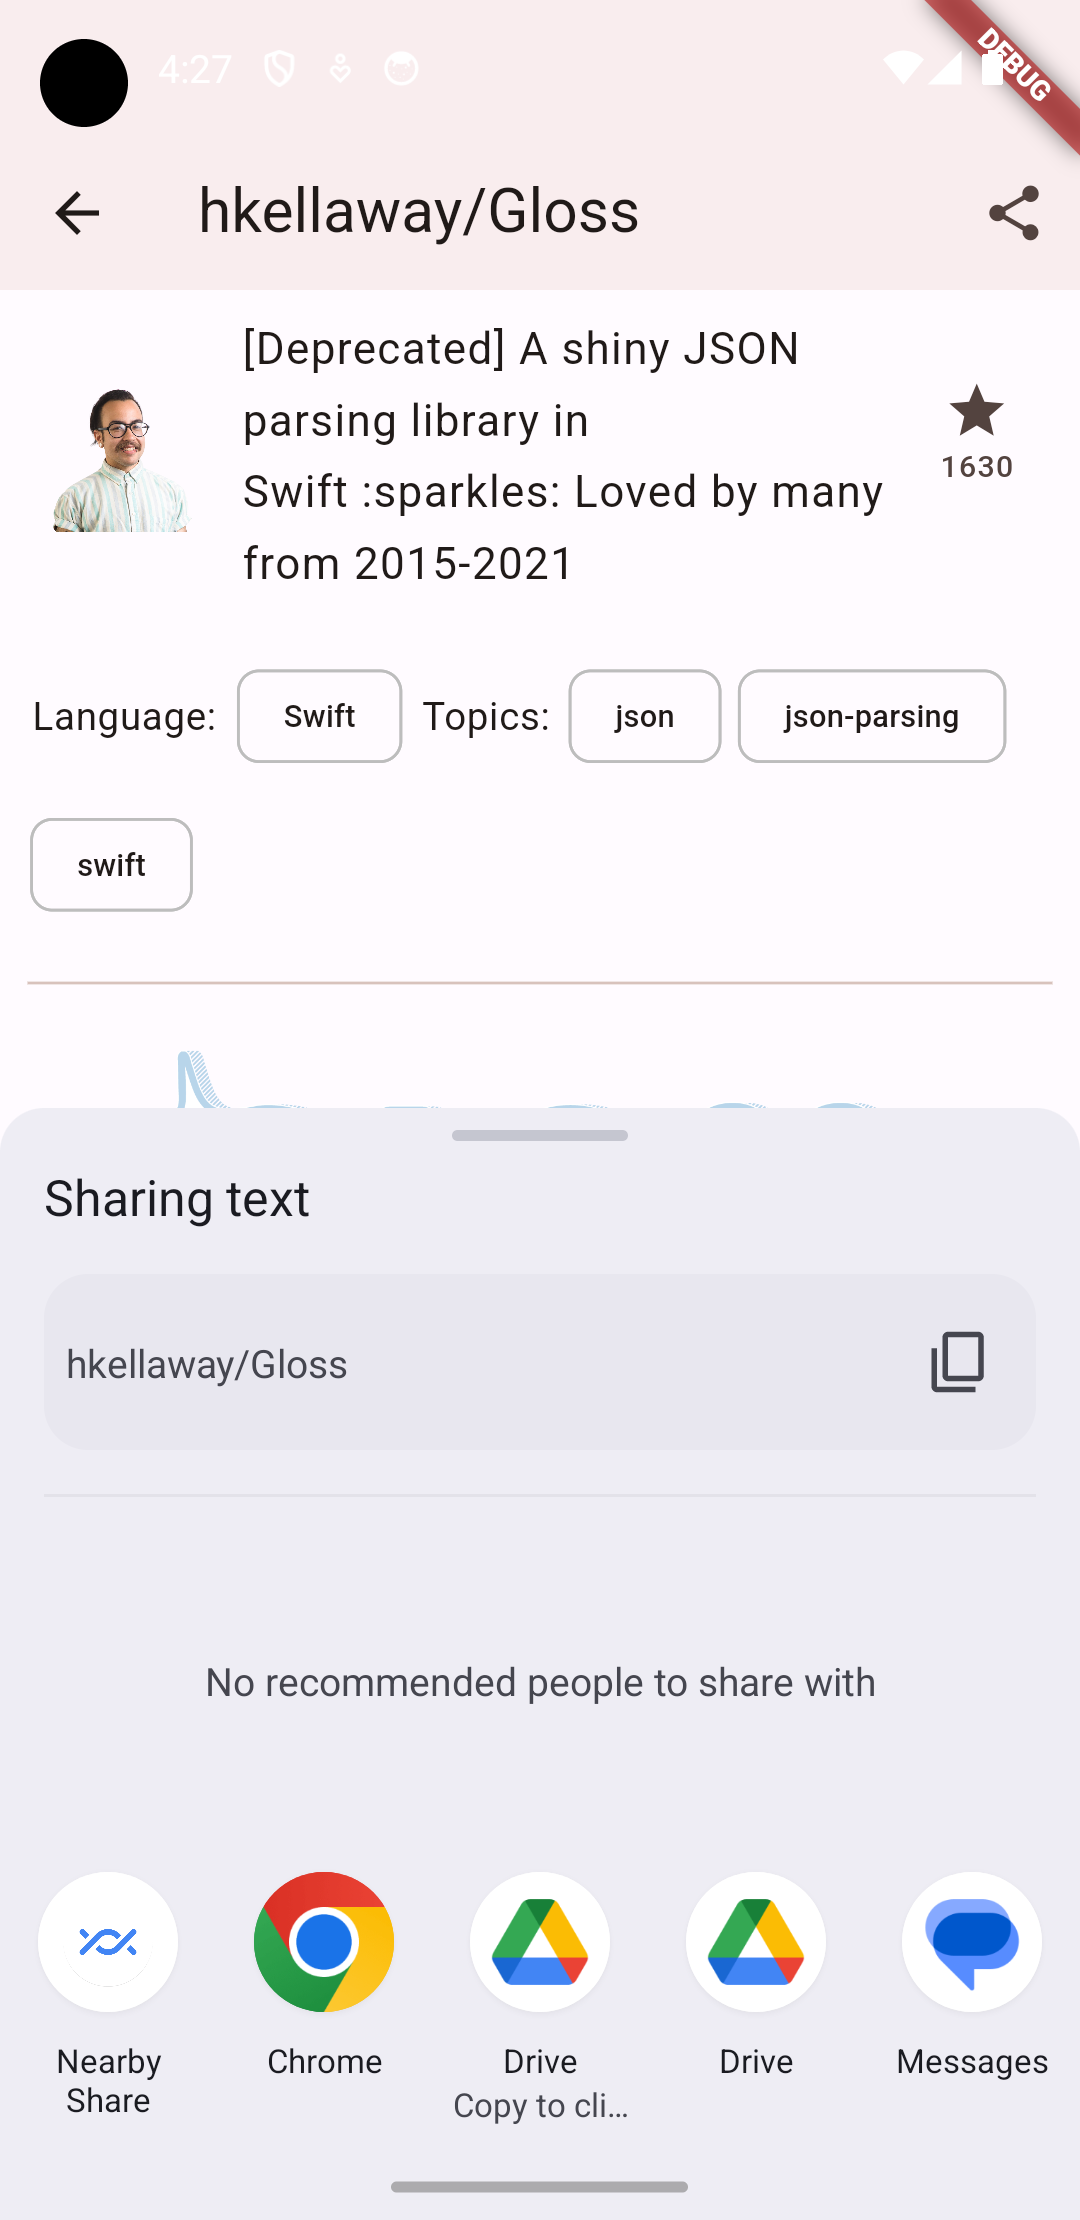 4:27
DEBUG
hkellaway/Gloss
[Deprecated] A shiny JSON
parsing library in
Swift :sparkles: Loved by many
from 2015-2021
1630
Language:
Swift
Topics:
json
json-parsing
swift
Sharing text
hkellaway/Gloss
No recommended people to share with
Nearby
Share
Chrome
Drive
Copy to cli...
Drive
Messages